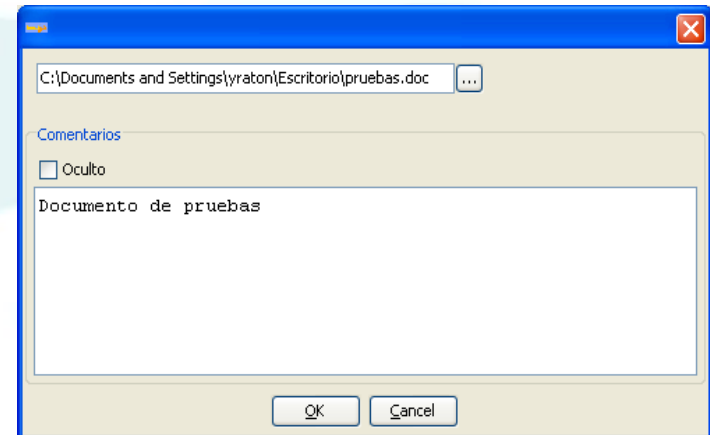 C:\Documents and Settings\yraton\Escritorio\pruebas.doc ...
Comentarios
Oculto
Documento de pruebas
OK Cancel